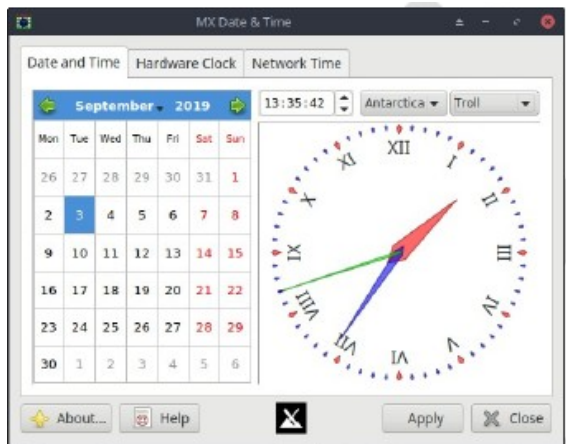 MX Date & Time
Date and Time Hardware Clock Network Time
September 2019 13:35:42 Antarctica Troll
Mon Tue Wed Thu Fri Sat Sun
26 27 28 29 30 31 1
2 3 4 5 6 7 8
9 10 11 12 13 14 15
16 17 18 19 20 21 22
23 24 25 26 27 28 29
30 1 2 3 4 5 6
XII
I
II
III
IV
V
VI
VII
VIII
IX
X
XI
About... Help Apply Close